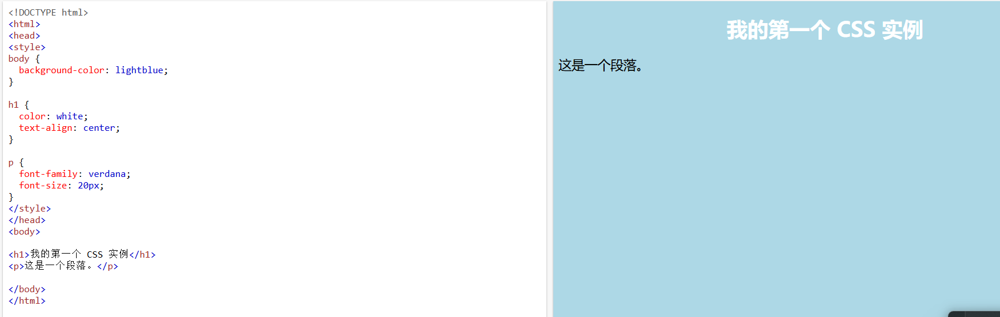 <!DOCTYPE html>
<html>
<head>
<style>
body {
  background-color: lightblue;
}

h1 {
  color: white;
  text-align: center;
}

p {
  font-family: verdana;
  font-size: 20px;
}
</style>
</head>
<body>

<h1>我的第一个 CSS 实例</h1>
<p>这是一个段落。</p>

</body>
</html>
我的第一个 CSS 实例
这是一个段落。